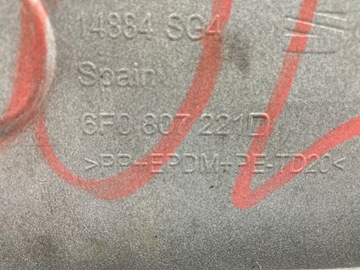 14884 SG4
Spain
6F0 807 221D
>PP+EPDM+PE-TD20<